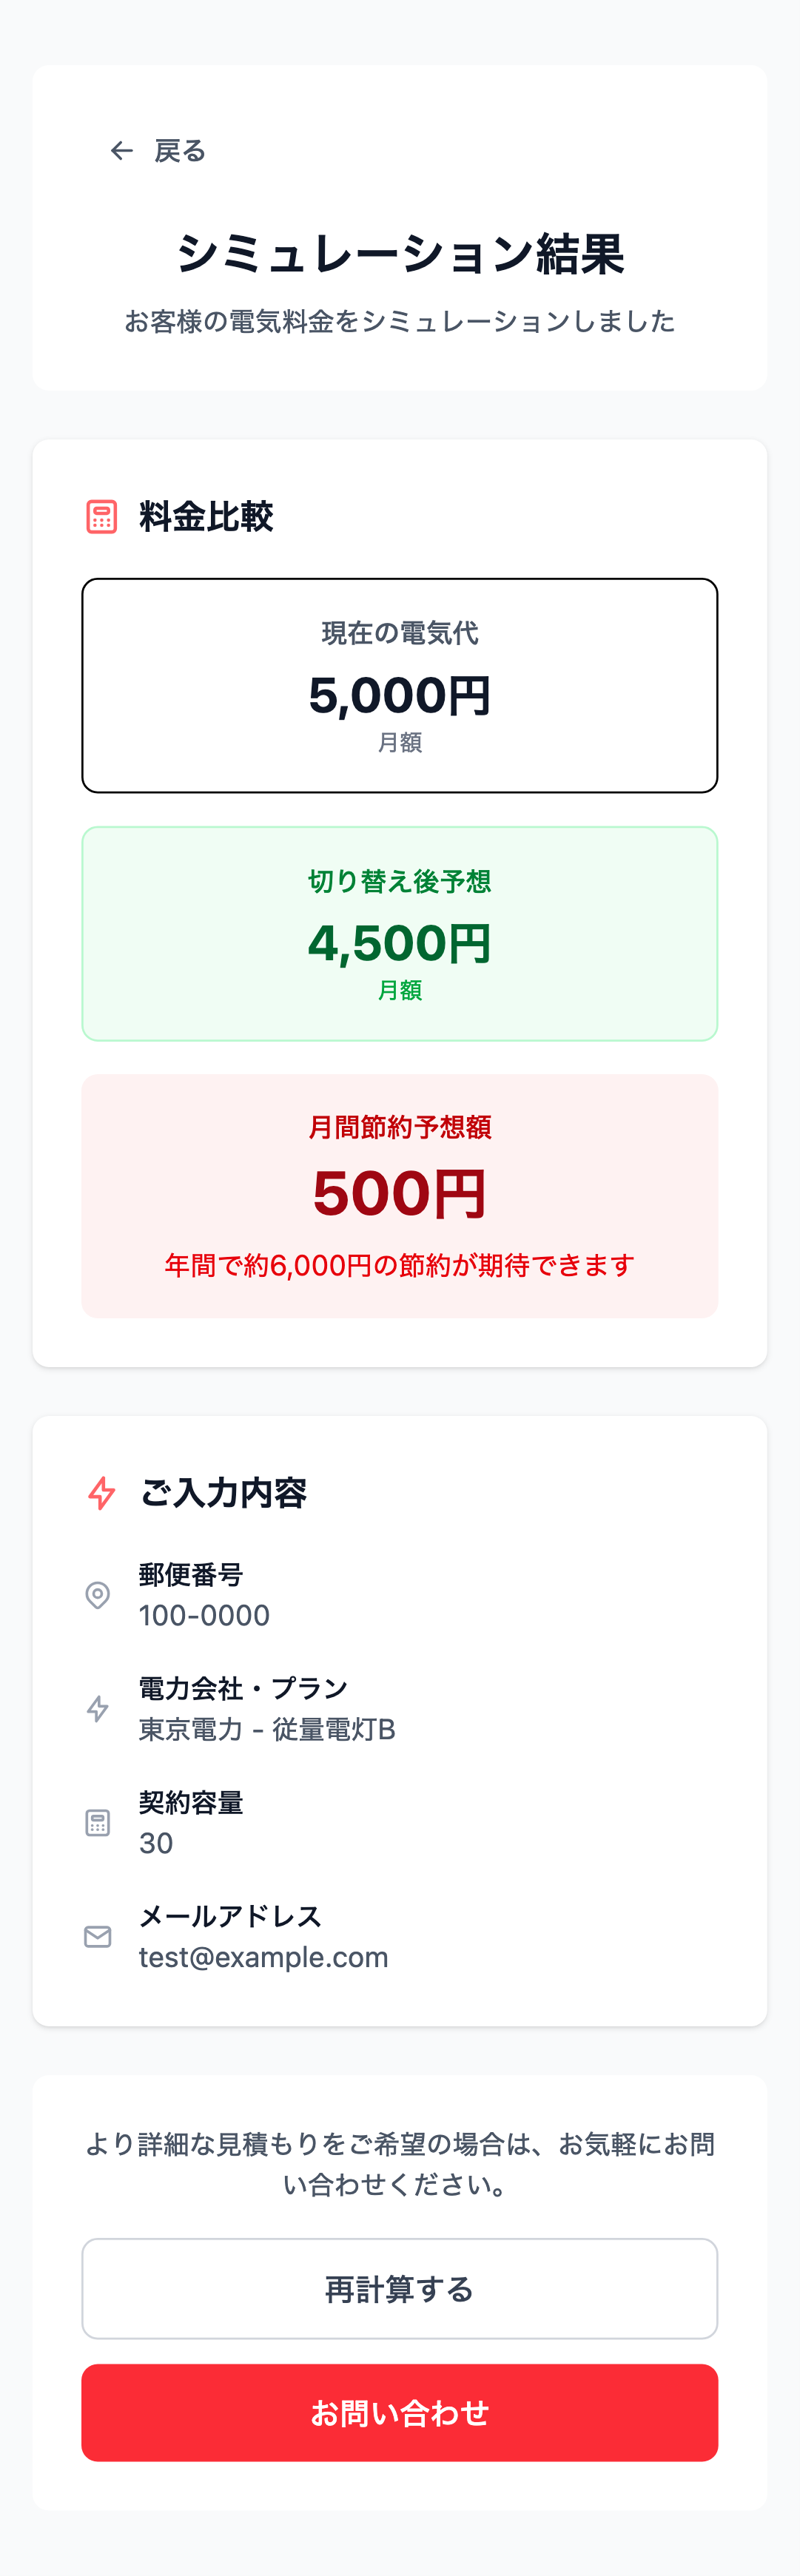 戻る
シミュレーション結果
お客様の電気料金をシミュレーションしました
料金比較
現在の電気代
5,000円
月額
切り替え後予想
4,500円
月額
月間節約予想額
500円
年間で約6,000円の節約が期待できます
ご入力内容
郵便番号
100-0000
電力会社・プラン
東京電力 - 従量電灯B
契約容量
30
メールアドレス
test@example.com
より詳細な見積もりをご希望の場合は、お気軽にお問
い合わせください。
再計算する
お問い合わせ